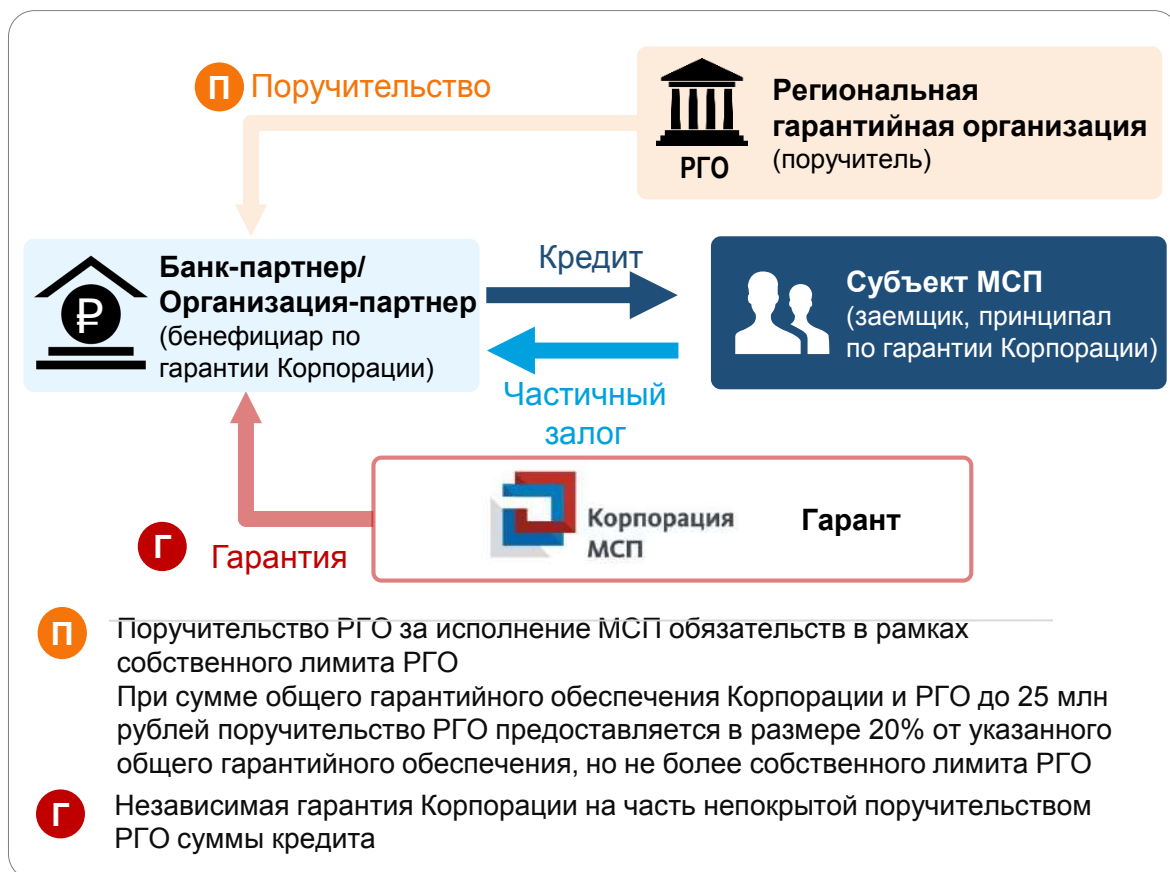 П Поручительство
Региональная
гарантийная организация
(поручитель)
РГО
Банк-партнер/
Организация-партнер
(бенефициар по
гарантии Корпорации)
₽
Кредит
Субъект МСП
(заемщик, принципал
по гарантии Корпорации)
Частичный
залог
Корпорация
МСП
Гарант
Г Гарантия
П Поручительство РГО за исполнение МСП обязательств в рамках
собственного лимита РГО
При сумме общего гарантийного обеспечения Корпорации и РГО до 25 млн
рублей поручительство РГО предоставляется в размере 20% от указанного
общего гарантийного обеспечения, но не более собственного лимита РГО
Г Независимая гарантия Корпорации на часть непокрытой поручительством
РГО суммы кредита